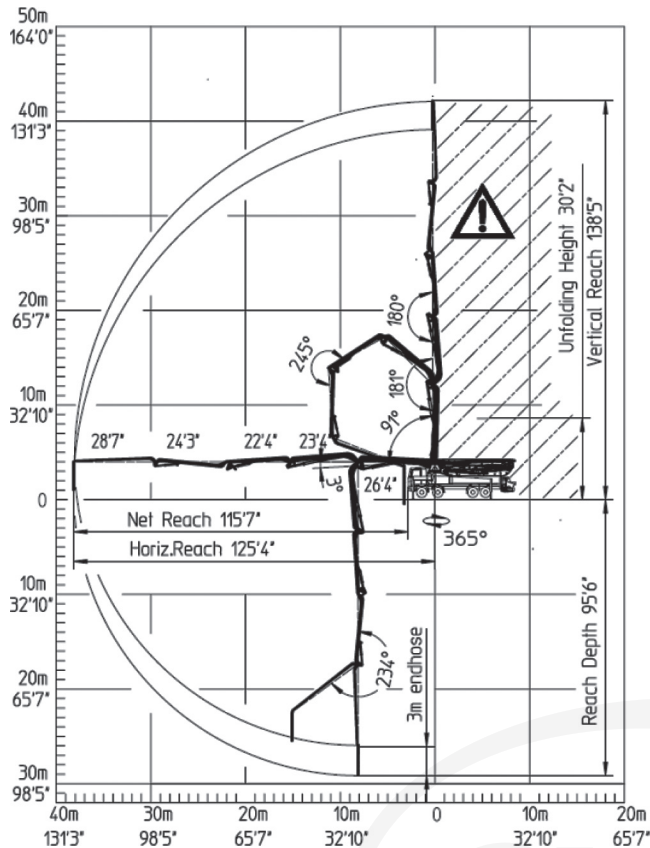 50m
164'0"
40m
131'3"
30m
98'5"
20m
65'7"
10m
32'10"
0
10m
32'10"
20m
65'7"
30m
98'5"
40m 30m 20m 10m 0 10m 20m
131'3" 98'5" 65'7" 32'10" 32'10" 65'7"
Unfolding Height 30'2"
Vertical Reach 138'5"
180°
245°
181°
91°
28'7" 24'3" 22'4" 23'4"
3°
26'4"
Net Reach 115'7"
Horiz.Reach 125'4"
365°
234°
3m endhose
Reach Depth 95'6"